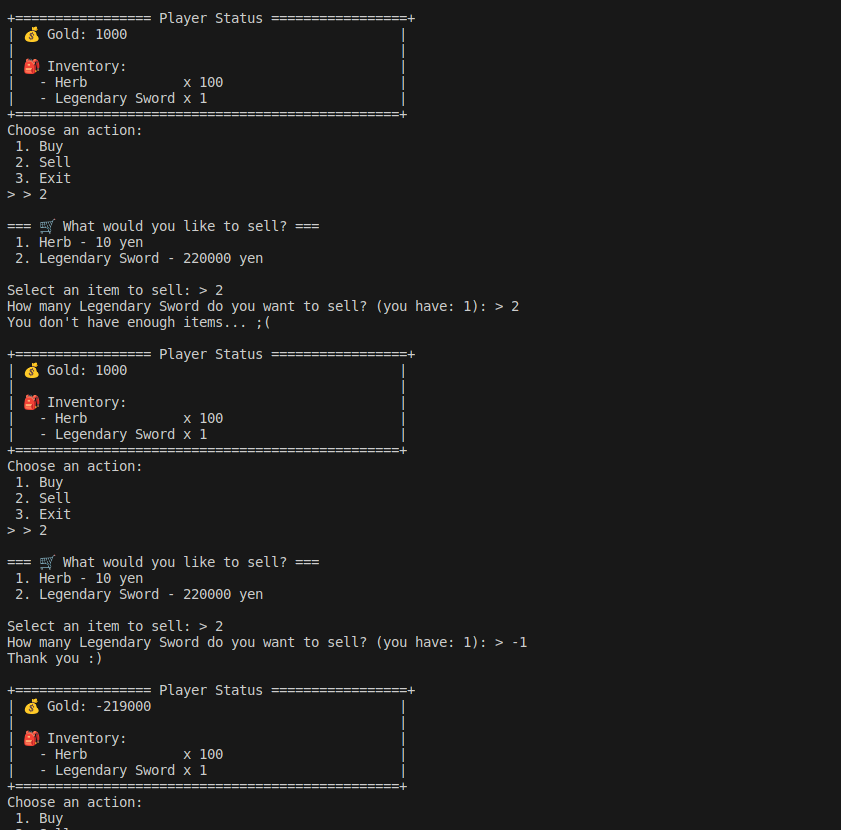 +================= Player Status =================+
| 💰 Gold: 1000                                  |
|                                                |
| 🎒 Inventory:                                  |
|   - Herb            x 100                      |
|   - Legendary Sword x 1                        |
+================================================+
Choose an action:
 1. Buy
 2. Sell
 3. Exit
> > 2

=== 🛒 What would you like to sell? ===
 1. Herb - 10 yen
 2. Legendary Sword - 220000 yen

Select an item to sell: > 2
How many Legendary Sword do you want to sell? (you have: 1): > 2
You don't have enough items... ;(

+================= Player Status =================+
| 💰 Gold: 1000                                  |
|                                                |
| 🎒 Inventory:                                  |
|   - Herb            x 100                      |
|   - Legendary Sword x 1                        |
+================================================+
Choose an action:
 1. Buy
 2. Sell
 3. Exit
> > 2

=== 🛒 What would you like to sell? ===
 1. Herb - 10 yen
 2. Legendary Sword - 220000 yen

Select an item to sell: > 2
How many Legendary Sword do you want to sell? (you have: 1): > -1
Thank you :)

+================= Player Status =================+
| 💰 Gold: -219000                               |
|                                                |
| 🎒 Inventory:                                  |
|   - Herb            x 100                      |
|   - Legendary Sword x 1                        |
+================================================+
Choose an action:
 1. Buy